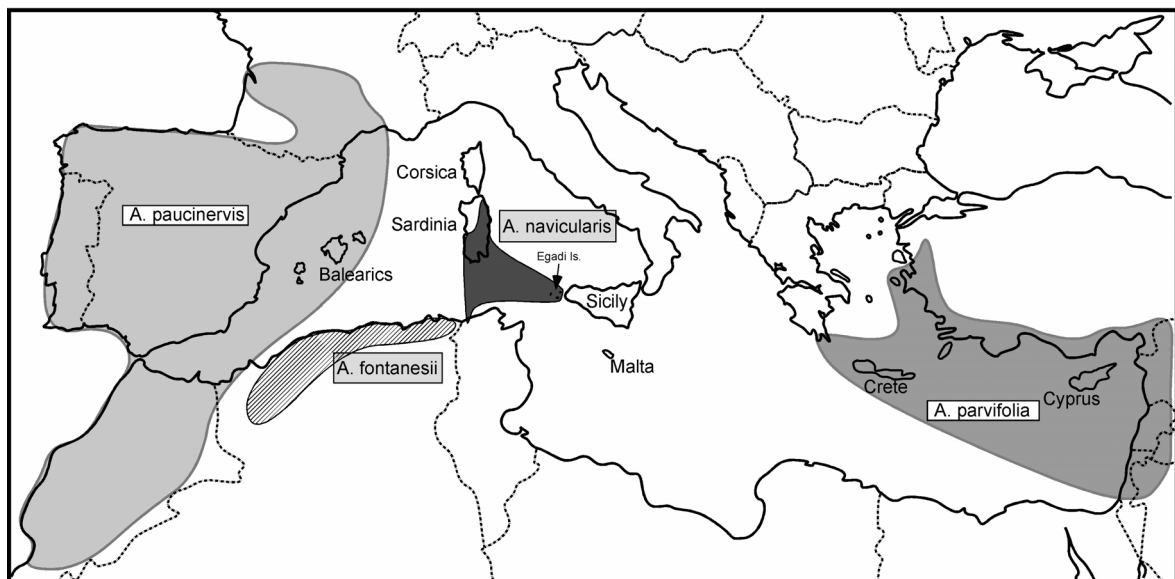 Corsica
A. paucinervis
Sardinia
A. navicularis
Egadi Is.
Balearics
Sicily
Malta
A. fontanesii
Crete
Cyprus
A. parvifolia